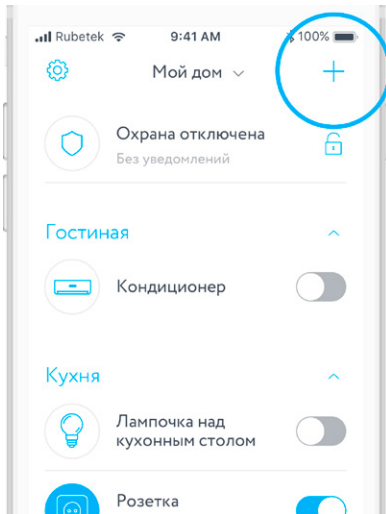 Rubetek 9:41 AM 100%
Мой дом
Охрана отключена
Без уведомлений
Гостиная
Кондиционер
Кухня
Лампочка над
кухонным столом
Розетка